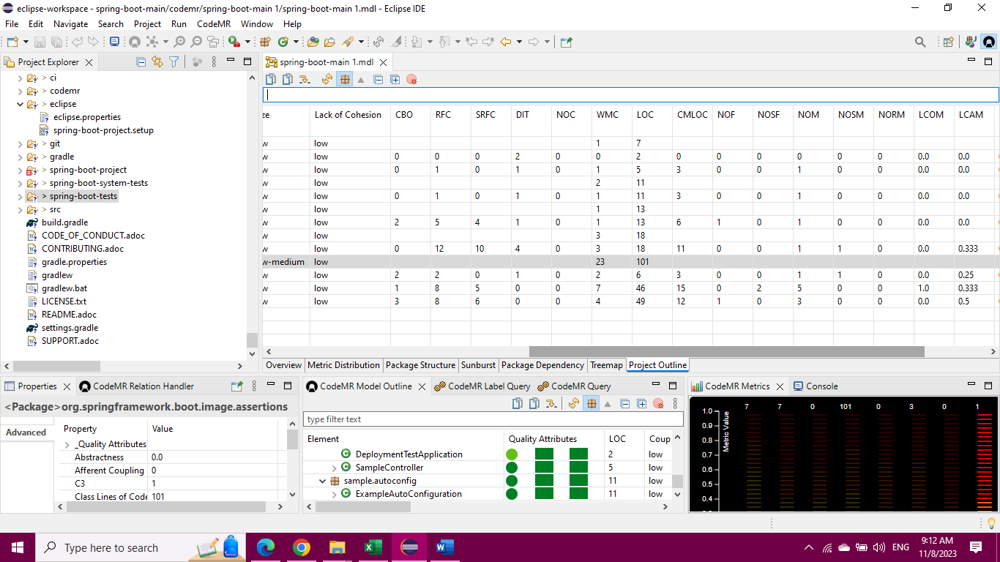 eclipse-workspace - spring-boot-main/codemr/spring-boot-main 1/spring-boot-main 1.mdl - Eclipse IDE
File Edit Navigate Search Project Run CodeMR Window Help
Project Explorer
> ci
> codemr
> eclipse
eclipse.properties
spring-boot-project.setup
> git
> gradle
> spring-boot-project
> spring-boot-system-tests
> spring-boot-tests
> src
build.gradle
CODE_OF_CONDUCT.adoc
CONTRIBUTING.adoc
gradle.properties
gradlew
gradlew.bat
LICENSE.txt
README.adoc
settings.gradle
SUPPORT.adoc
spring-boot-main 1.mdl
ze Lack of Cohesion CBO RFC SRFC DIT NOC WMC LOC CMLOC NOF NOSF NOM NOSM NORM LCOM LCAM
w low 1 7
w low 0 0 0 2 0 0 2 0 0 0 0 0 0 0.0 0.0
w low 0 1 0 1 0 1 5 3 0 0 1 0 0 0.0 0.0
w low 2 11
w low 0 1 0 1 0 1 11 3 0 0 1 0 0 0.0 0.0
w low 1 13
w low 2 5 4 1 0 1 13 6 1 0 1 0 0 0.0 0.0
w low 3 18
w low 0 12 10 4 0 3 18 11 0 0 1 1 0 0.0 0.333
w-medium low 23 101
w low 2 2 0 1 0 2 6 3 0 0 1 1 0 0.0 0.25
w low 1 8 5 0 0 7 46 15 0 2 5 0 0 1.0 0.333
w low 3 8 6 0 0 4 49 12 1 0 3 0 0 0.0 0.5
Overview Metric Distribution Package Structure Sunburst Package Dependency Treemap Project Outline
Properties CodeMR Relation Handler
<Package>org.springframework.boot.image.assertions
Advanced
Property Value
_Quality Attributes
Abstractness 0.0
Afferent Coupling 0
C3 1
Class Lines of Code 101
CodeMR Model Outline CodeMR Label Query CodeMR Query
type filter text
Element Quality Attributes LOC Coup
DeploymentTestApplication 2 low
SampleController 5 low
sample.autoconfig 11 low
ExampleAutoConfiguration 11 low
CodeMR Metrics Console
7 7 0 101 0 3 0 1
Metric Value
1.0
0.9
0.8
0.7
0.6
0.5
0.4
Type here to search
ENG
9:12 AM
11/8/2023